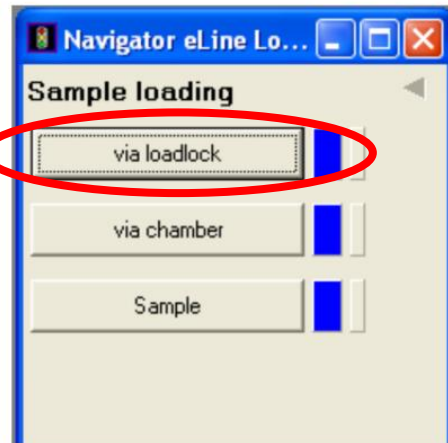 Navigator eLine Lo...
Sample loading
via loadlock
via chamber
Sample